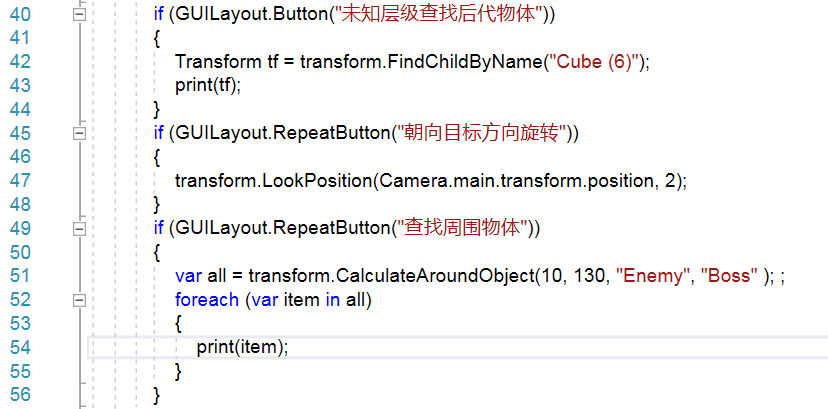 40 if (GUILayout.Button("未知层级查找后代物体"))
41 {
42 Transform tf = transform.FindChildByName("Cube (6)");
43 print(tf);
44 }
45 if (GUILayout.RepeatButton("朝向目标方向旋转"))
46 {
47 transform.LookPosition(Camera.main.transform.position, 2);
48 }
49 if (GUILayout.RepeatButton("查找周围物体"))
50 {
51 var all = transform.CalculateAroundObject(10, 130, "Enemy", "Boss" ); ;
52 foreach (var item in all)
53 {
54 print(item);
55 }
56 }